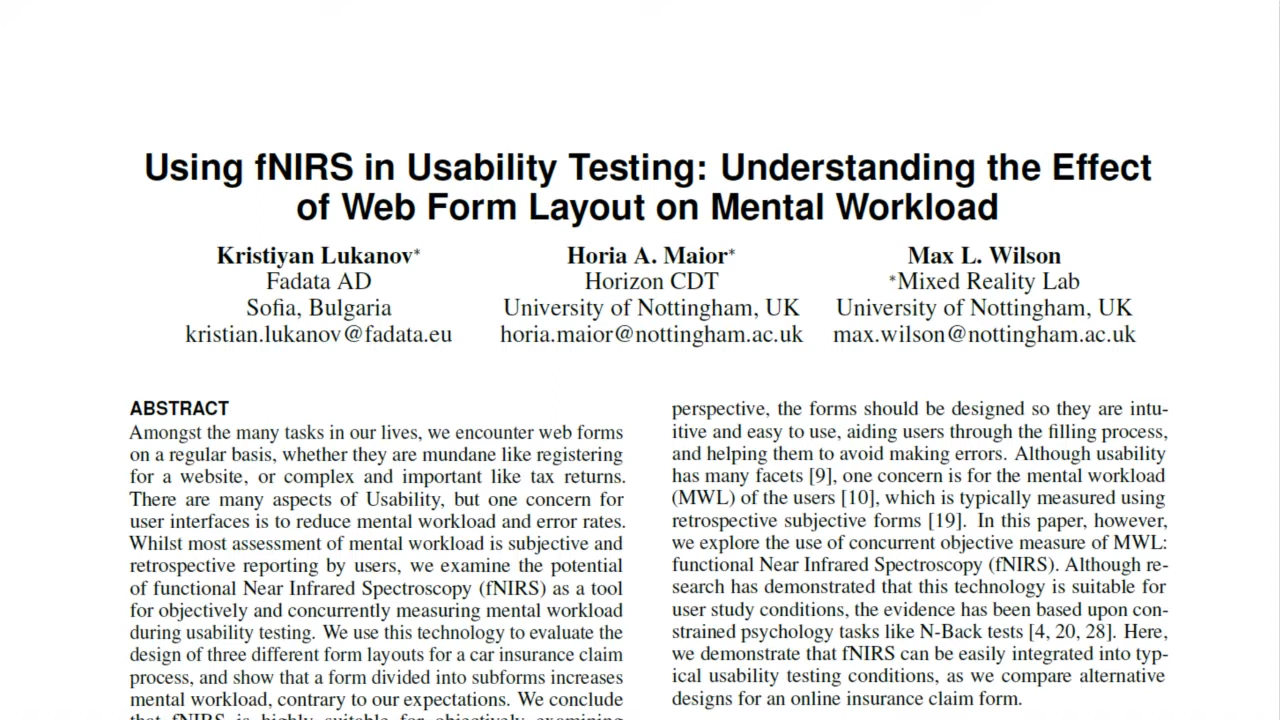 Using fNIRS in Usability Testing: Understanding the Effect
of Web Form Layout on Mental Workload
Kristiyan Lukanov*
Fadata AD
Sofia, Bulgaria
kristian.lukanov@fadata.eu
Horia A. Maior*
Horizon CDT
University of Nottingham, UK
horia.maior@nottingham.ac.uk
Max L. Wilson
*Mixed Reality Lab
University of Nottingham, UK
max.wilson@nottingham.ac.uk
ABSTRACT
Amongst the many tasks in our lives, we encounter web forms
on a regular basis, whether they are mundane like registering
for a website, or complex and important like tax returns.
There are many aspects of Usability, but one concern for
user interfaces is to reduce mental workload and error rates.
Whilst most assessment of mental workload is subjective and
retrospective reporting by users, we examine the potential
of functional Near Infrared Spectroscopy (fNIRS) as a tool
for objectively and concurrently measuring mental workload
during usability testing. We use this technology to evaluate the
design of three different form layouts for a car insurance claim
process, and show that a form divided into subforms increases
mental workload, contrary to our expectations. We conclude
that fNIRS is highly suitable for objectively examining
perspective, the forms should be designed so they are intu-
itive and easy to use, aiding users through the filling process,
and helping them to avoid making errors. Although usability
has many facets [9], one concern is for the mental workload
(MWL) of the users [10], which is typically measured using
retrospective subjective forms [19]. In this paper, however,
we explore the use of concurrent objective measure of MWL:
functional Near Infrared Spectroscopy (fNIRS). Although re-
search has demonstrated that this technology is suitable for
user study conditions, the evidence has been based upon con-
strained psychology tasks like N-Back tests [4, 20, 28]. Here,
we demonstrate that fNIRS can be easily integrated into typ-
ical usability testing conditions, as we compare alternative
designs for an online insurance claim form.